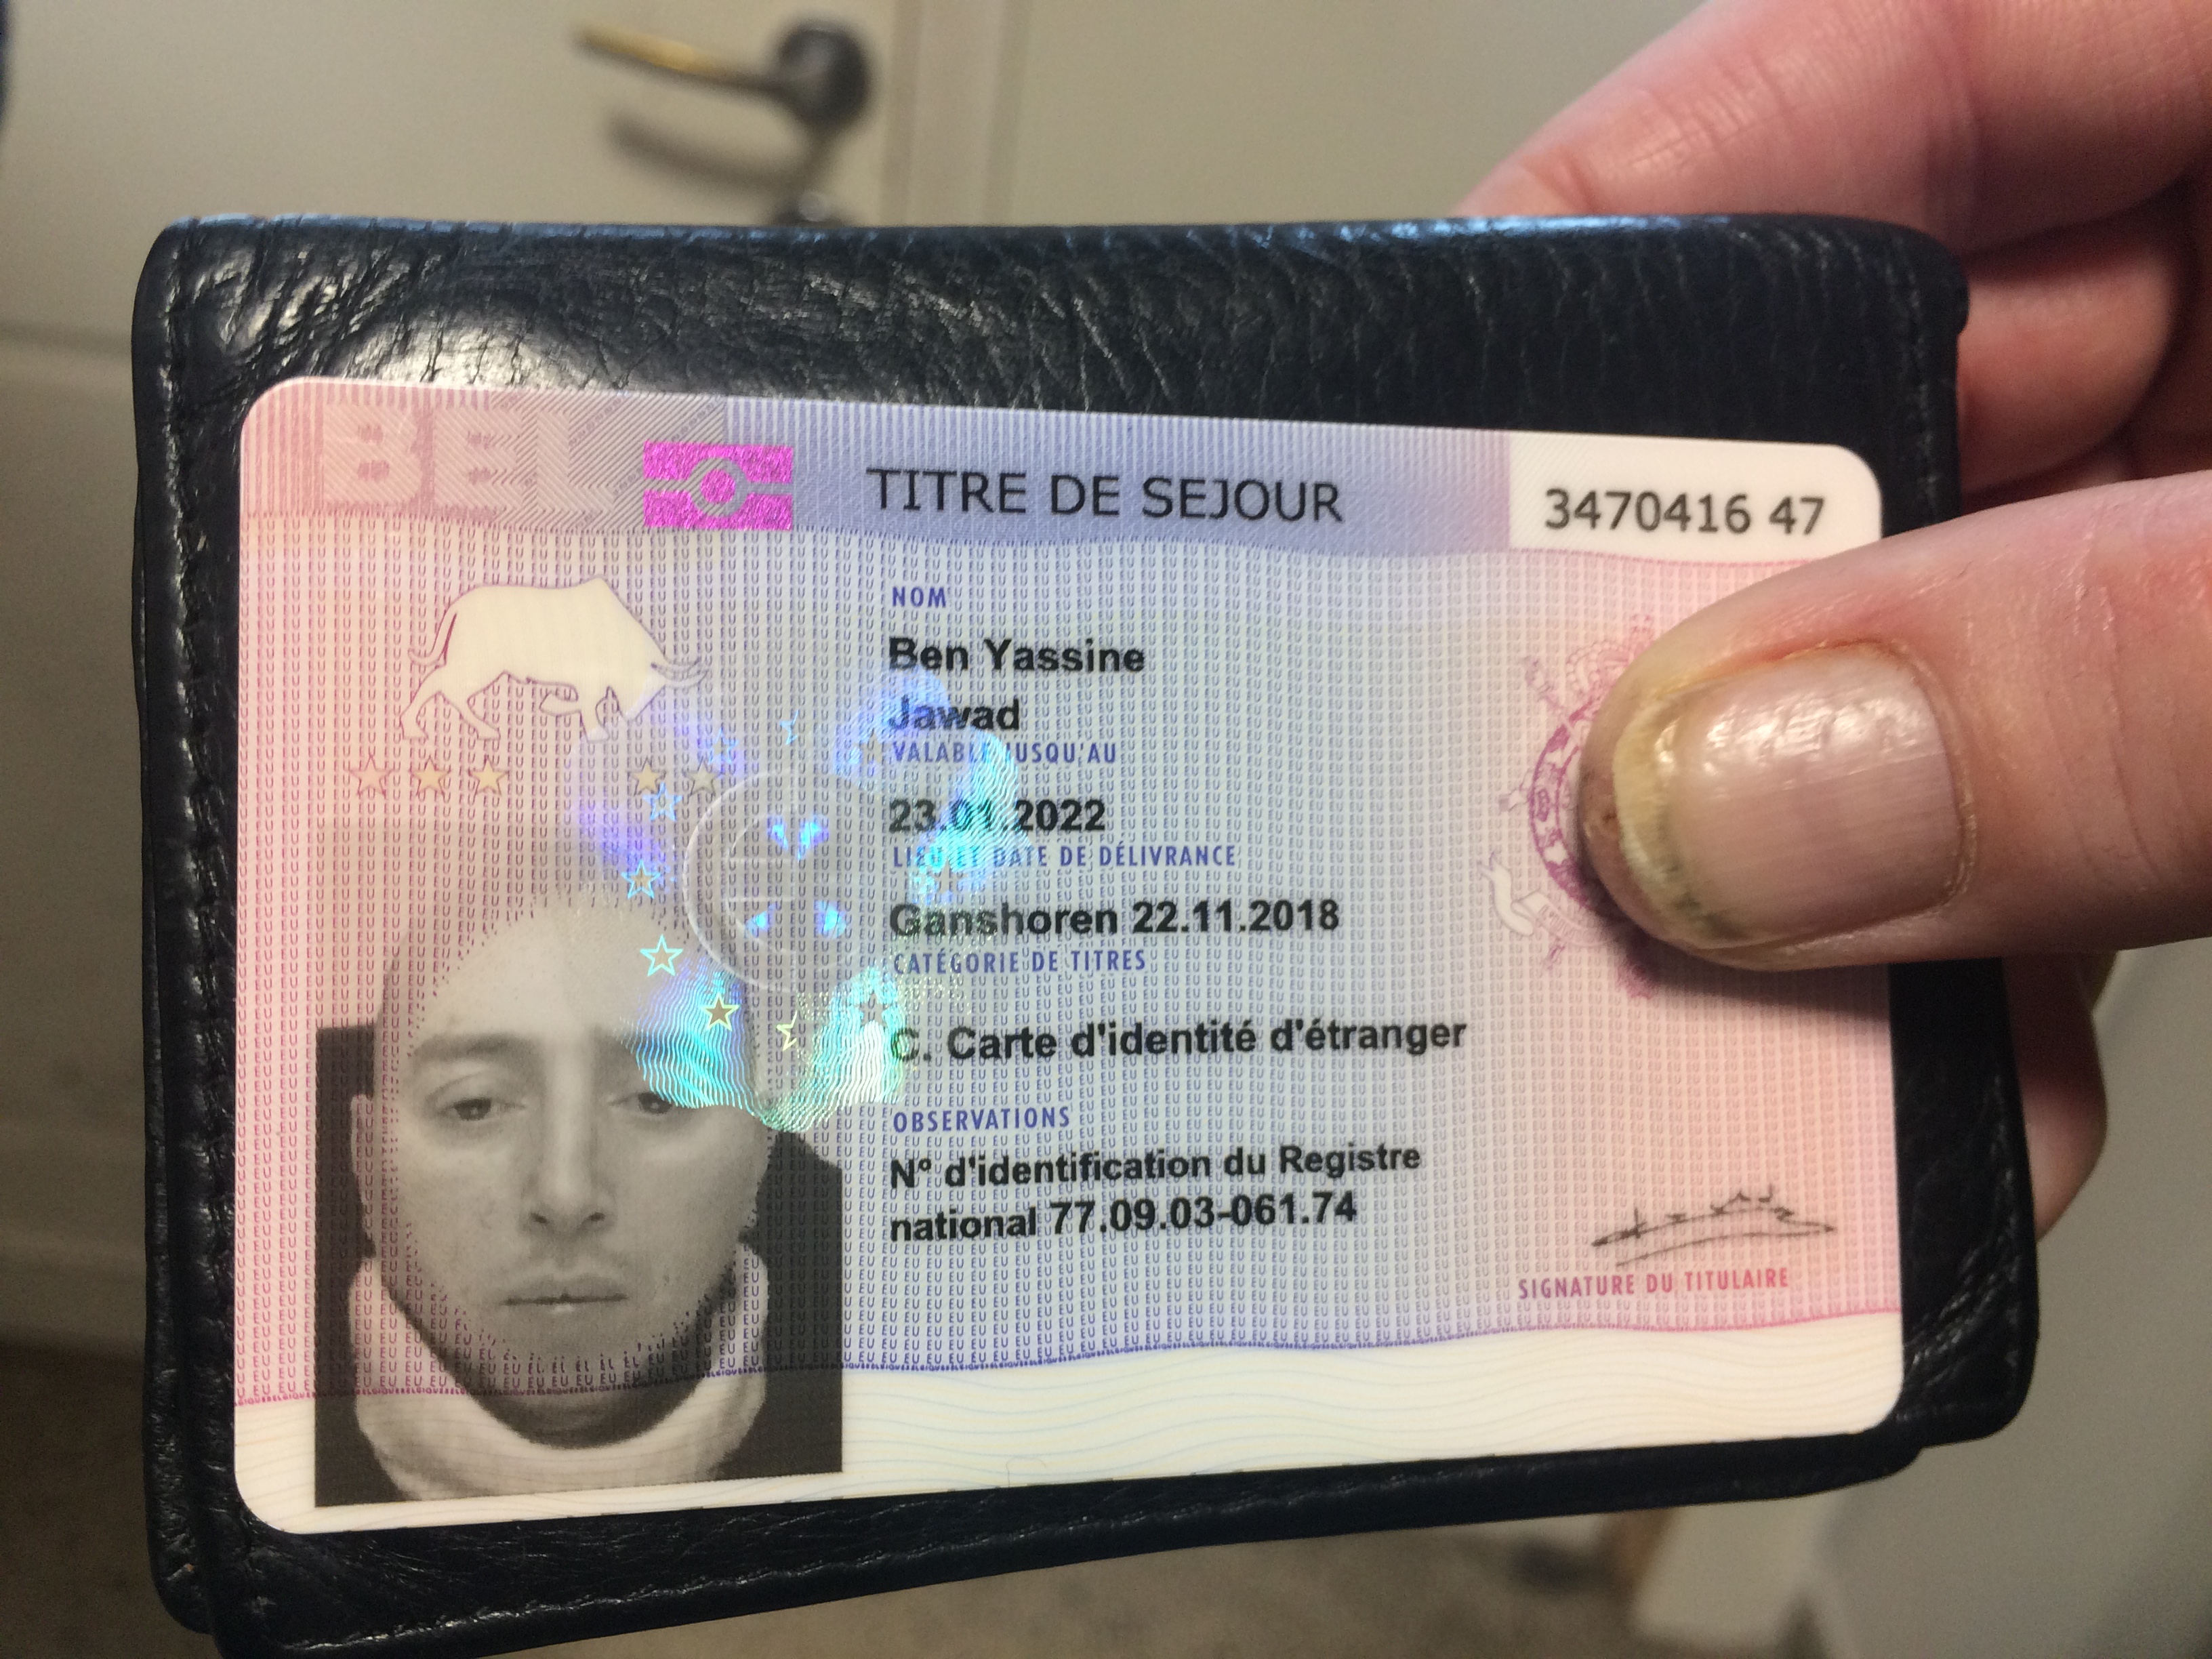 BEL
TITRE DE SEJOUR
3470416 47
NOM
Ben Yassine
Jawad
VALABLE JUSQU'AU
23.01.2022
LIEU ET DATE DE DÉLIVRANCE
Ganshoren 22.11.2018
CATÉGORIE DE TITRES
C. Carte d'identité d'étranger
OBSERVATIONS
N° d'identification du Registre
national 77.09.03-061.74
SIGNATURE DU TITULAIRE